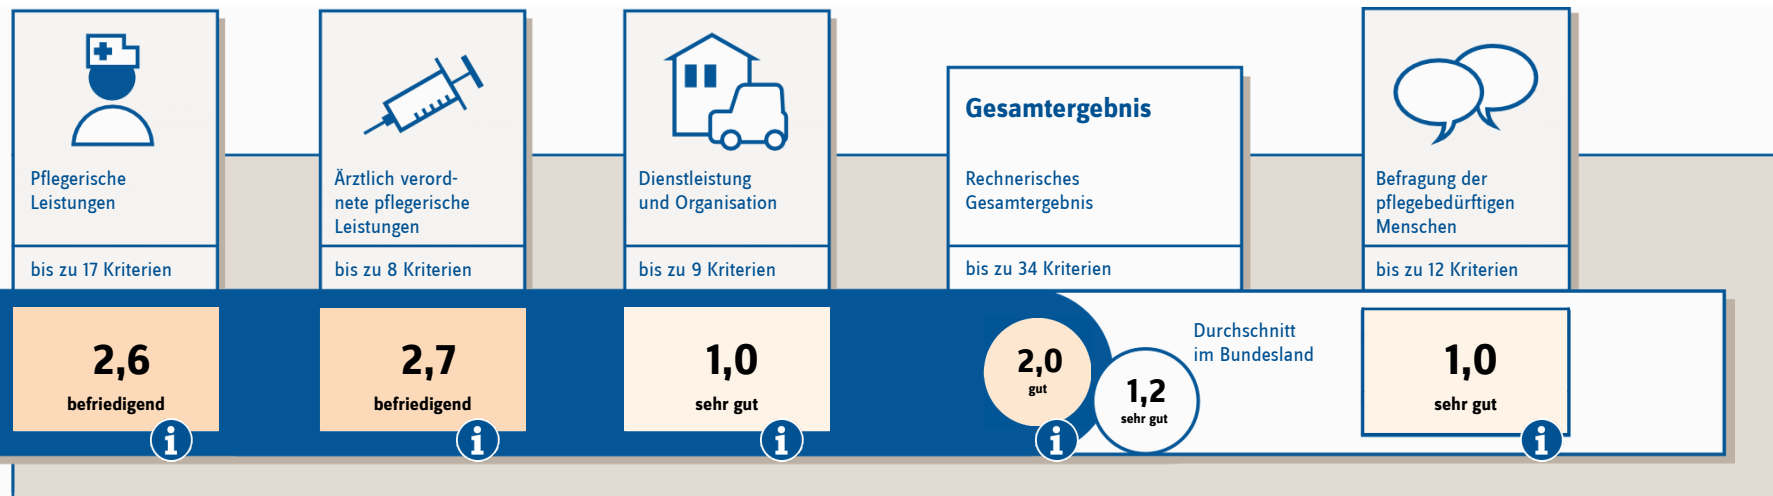 Pflegerische
Leistungen
bis zu 17 Kriterien
2,6
befriedigend
i
Ärztlich verord-
nete pflegerische
Leistungen
bis zu 8 Kriterien
2,7
befriedigend
i
Dienstleistung
und Organisation
bis zu 9 Kriterien
1,0
sehr gut
i
Gesamtergebnis
Rechnerisches
Gesamtergebnis
bis zu 34 Kriterien
2,0
gut
i
1,2
sehr gut
Durchschnitt
im Bundesland
Befragung der
pflegebedürftigen
Menschen
bis zu 12 Kriterien
1,0
sehr gut
i